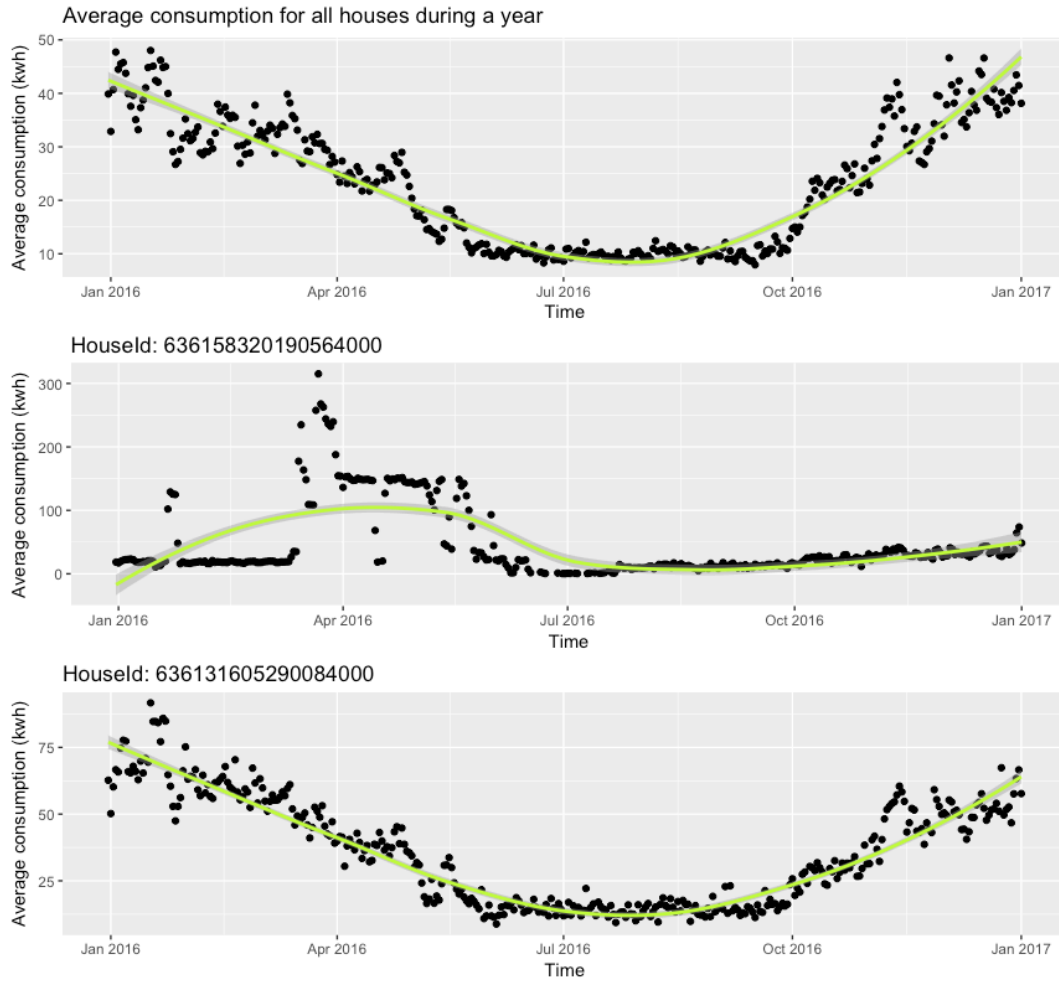 Average consumption for all houses during a year
Average consumption (kwh)
50
40
30
20
10
Jan 2016 Apr 2016 Jul 2016 Oct 2016 Jan 2017
Time
HouseId: 636158320190564000
Average consumption (kwh)
300
200
100
0
Jan 2016 Apr 2016 Jul 2016 Oct 2016 Jan 2017
Time
HouseId: 636131605290084000
Average consumption (kwh)
75
50
25
Jan 2016 Apr 2016 Jul 2016 Oct 2016 Jan 2017
Time